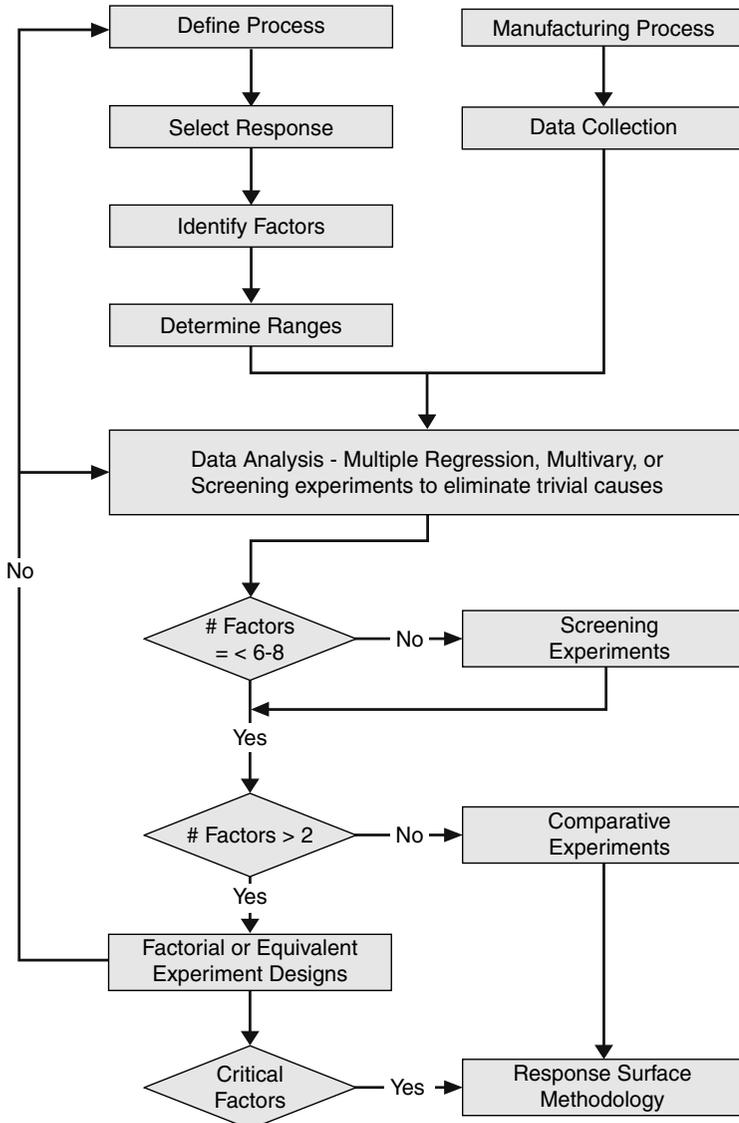 Define Process
Manufacturing Process
Select Response
Data Collection
Identify Factors
Determine Ranges
Data Analysis - Multiple Regression, Multivary, or
Screening experiments to eliminate trivial causes
No
# Factors
= < 6-8
No
Screening
Experiments
Yes
# Factors > 2
No
Comparative
Experiments
Yes
Factorial or Equivalent
Experiment Designs
Critical
Factors
Yes
Response Surface
Methodology